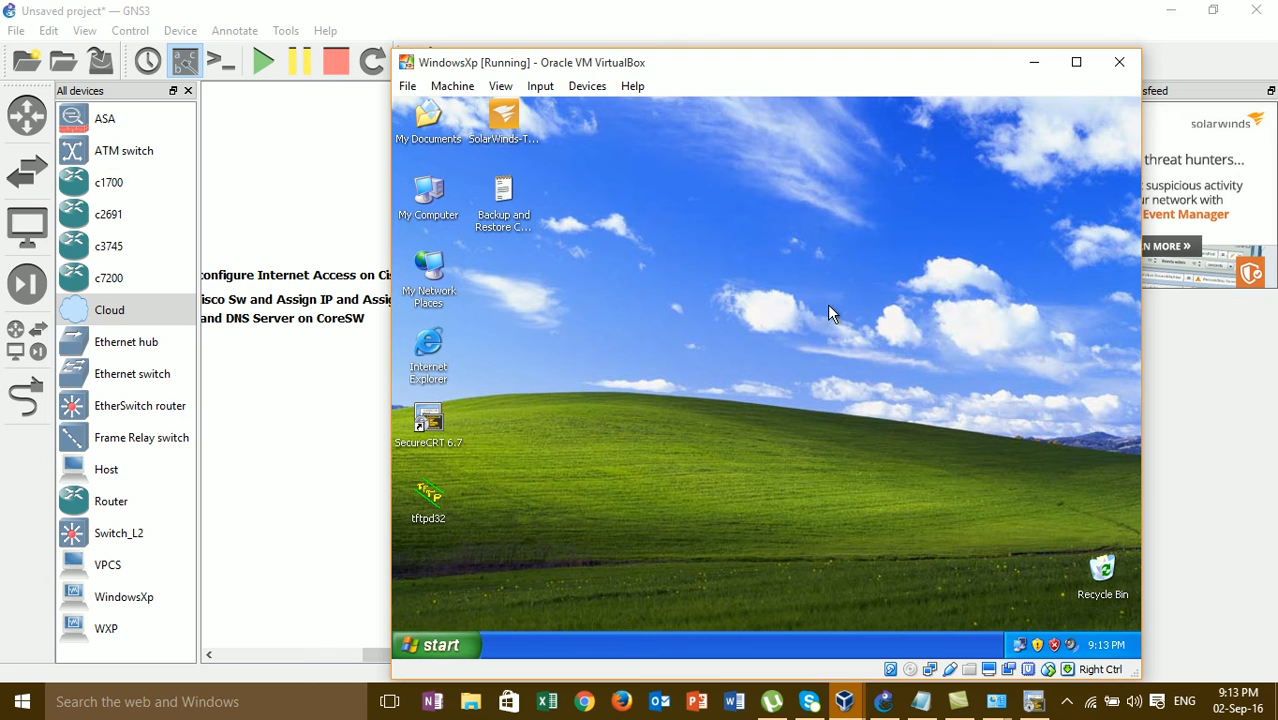 Unsaved project* — GNS3
File Edit View Control Device Annotate Tools Help
All devices
ASA
ATM switch
c1700
c2691
c3745
c7200
Cloud
Ethernet hub
Ethernet switch
EtherSwitch router
Frame Relay switch
Host
Router
Switch_L2
VPCS
WindowsXp
WXP
configure Internet Access on Cis
isco Sw and Assign IP and Assig
and DNS Server on CoreSW
WindowsXp [Running] - Oracle VM VirtualBox
File Machine View Input Devices Help
My Documents
SolarWinds-T...
My Computer
Backup and
Restore C...
My Network
Places
Internet
Explorer
SecureCRT 6.7
TFTP
tftpd32
Recycle Bin
start
9:13 PM
Right Ctrl
sfeed
solarwinds
threat hunters...
suspicious activity
ur network with
Event Manager
N MORE »
Search the web and Windows
ENG
9:13 PM
02-Sep-16